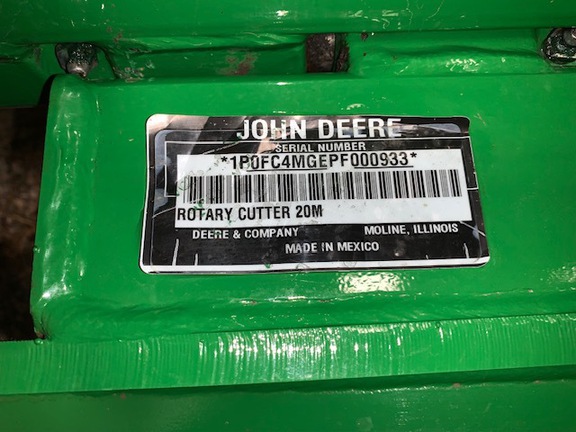 JOHN DEERE
SERIAL NUMBER
*1P0FC4MGEPF000933*
ROTARY CUTTER 20M
DEERE & COMPANY MOLINE, ILLINOIS
MADE IN MEXICO